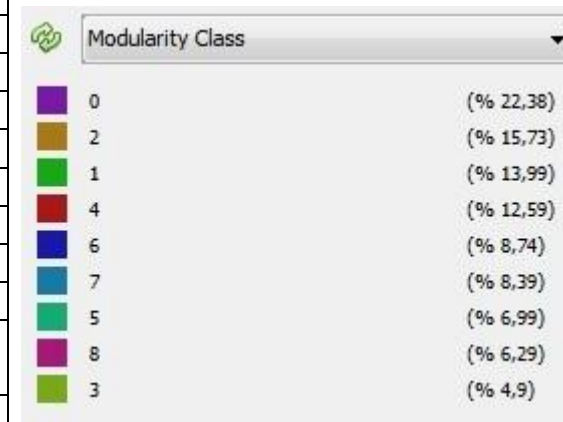 Modularity Class
0 (% 22,38)
2 (% 15,73)
1 (% 13,99)
4 (% 12,59)
6 (% 8,74)
7 (% 8,39)
5 (% 6,99)
8 (% 6,29)
3 (% 4,9)